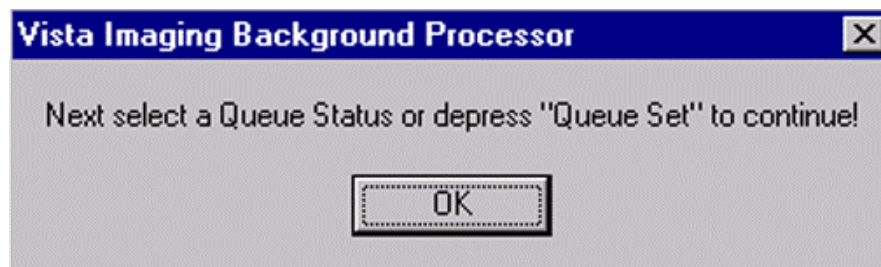 Vista Imaging Background Processor
Next select a Queue Status or depress "Queue Set" to continue!
OK